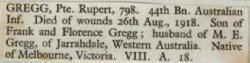 GREGG, Pte. Rupert, 798. 44th Bn. Australian
Inf. Died of wounds 26th Aug., 1918. Son of
Frank and Florence Gregg; husband of M. E.
Gregg, of Jarrahdale, Western Australia. Native
of Melbourne, Victoria. VIII. A. 18.